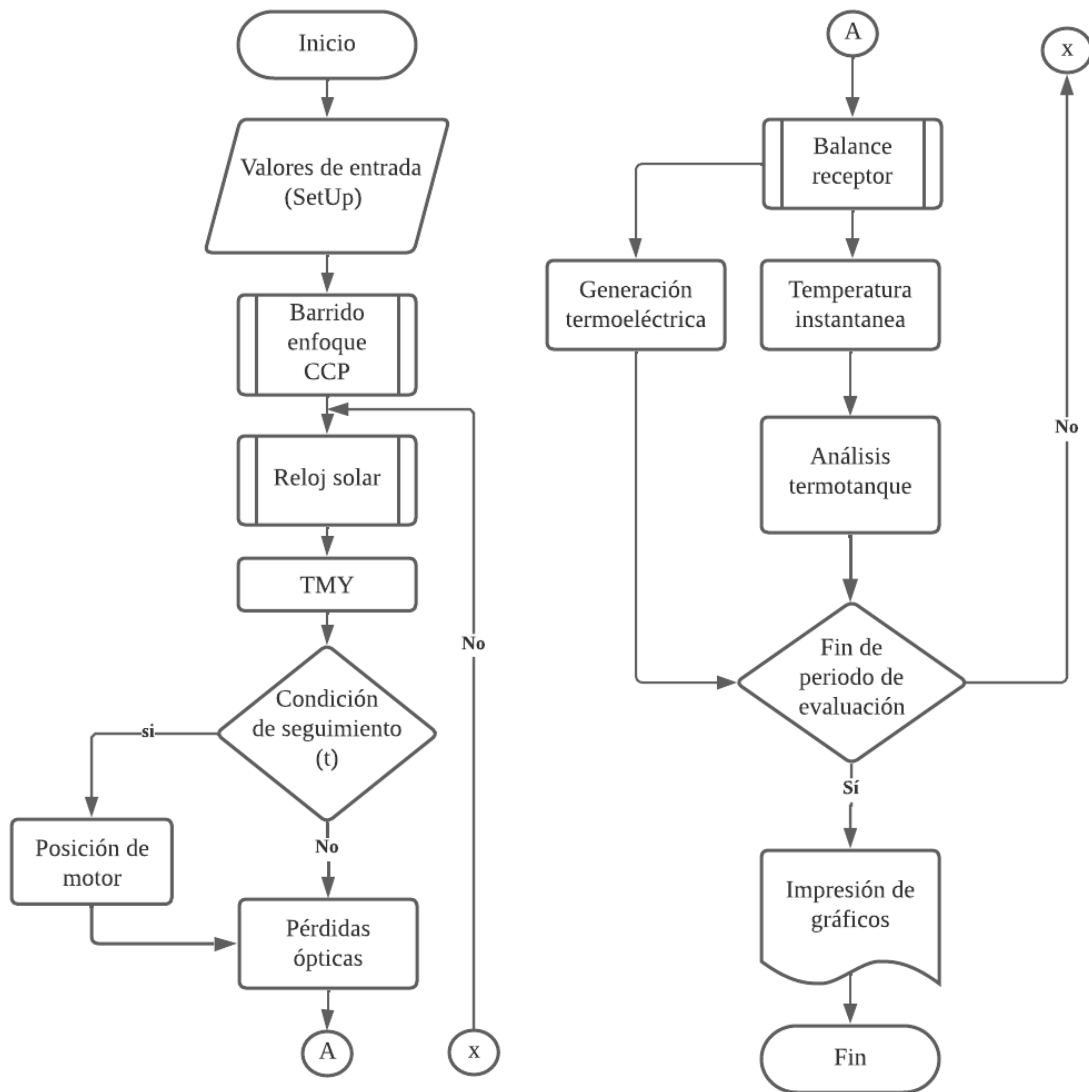 Inicio
Valores de entrada
(SetUp)
Barrido
enfoque
CCP
Reloj solar
TMY
No
Condición
de seguimiento
(t)
si
No
Posición de
motor
Pérdidas
ópticas
A
x
A
x
Balance
receptor
Generación
termoeléctrica
Temperatura
instantanea
No
Análisis
termotanque
Fin de
periodo de
evaluación
Sí
Impresión de
gráficos
Fin